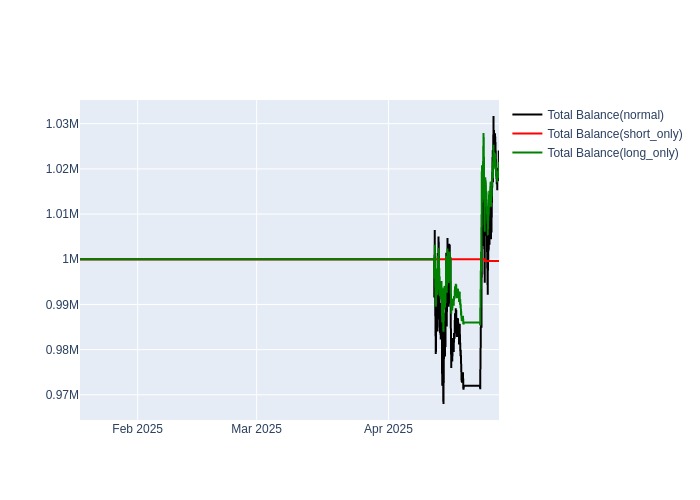 Total Balance(normal)
Total Balance(short_only)
Total Balance(long_only)
1.03M
1.02M
1.01M
1M
0.99M
0.98M
0.97M
Feb 2025
Mar 2025
Apr 2025